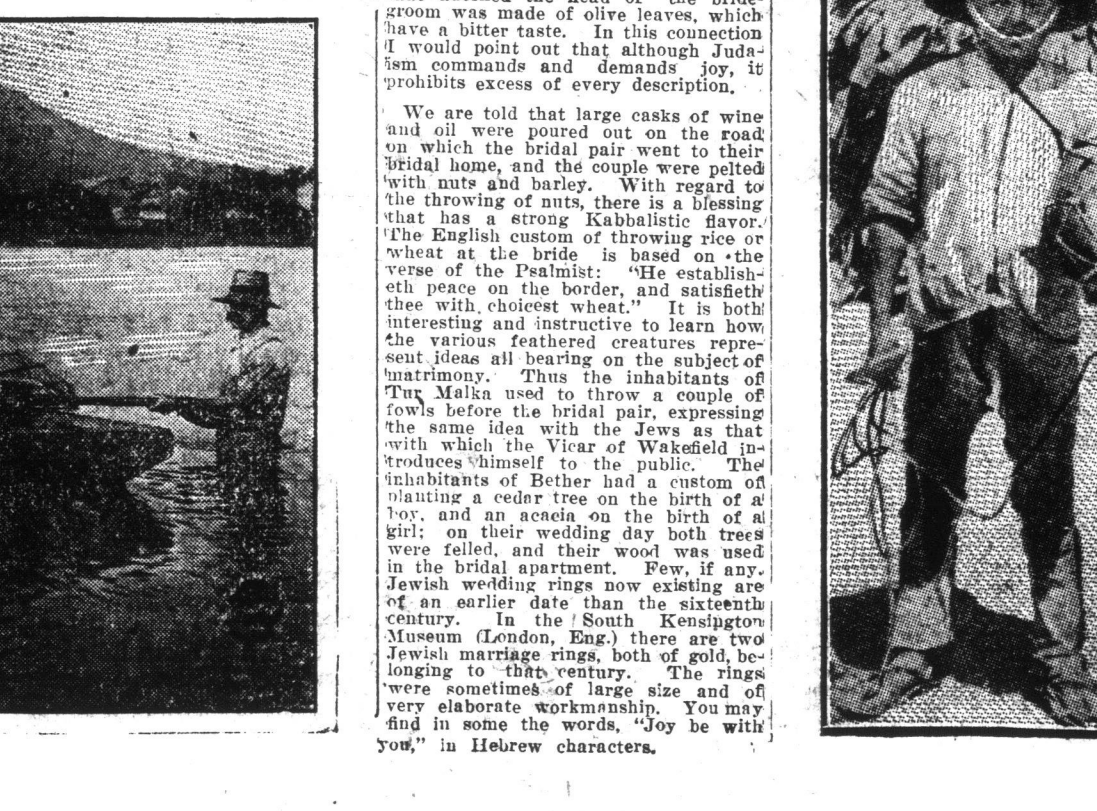 groom was made of olive leaves, which
have a bitter taste. In this connection
I would point out that although Juda-
ism commands and demands joy, it
prohibits excess of every description.
We are told that large casks of wine
and oil were poured out on the road
on which the bridal pair went to their
bridal home, and the couple were pelted
with nuts and barley. With regard to
the throwing of nuts, there is a blessing
that has a strong Kabbalistic flavor.
The English custom of throwing rice or
wheat at the bride is based on the
verse of the Psalmist: "He establish-
eth peace on the border, and satisfieth
thee with choicest wheat." It is both
interesting and instructive to learn how
the various feathered creatures repre-
sent ideas all bearing on the subject of
matrimony. Thus the inhabitants of
Tur Malka used to throw a couple of
fowls before the bridal pair, expressing
the same idea with the Jews as that
with which the Vicar of Wakefield in-
troduces himself to the public. The
inhabitants of Bether had a custom of
planting a cedar tree on the birth of a
boy, and an acacia on the birth of a
girl; on their wedding day both trees
were felled, and their wood was used
in the bridal apartment. Few, if any
Jewish wedding rings now existing are
of an earlier date than the sixteenth
century. In the South Kensington
Museum (London, Eng.) there are two
Jewish marriage rings, both of gold, be-
longing to that century. The rings
were sometimes of large size and of
very elaborate workmanship. You may
find in some the words, "Joy be with
you," in Hebrew characters.